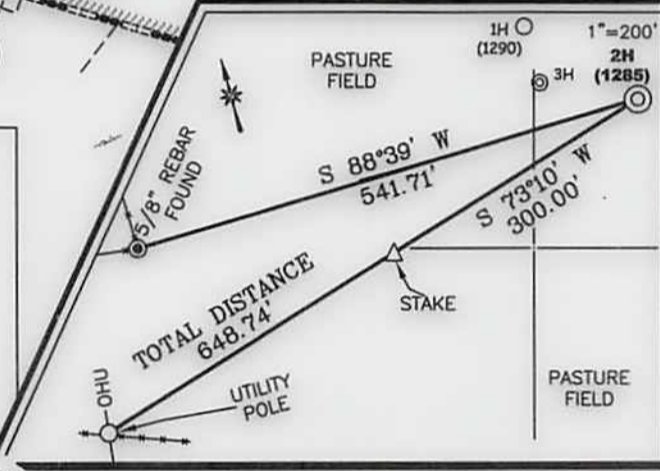 1H
(1290)
1"=200'
2H
(1285)
3H
PASTURE
FIELD
5/8" REBAR
FOUND
S 88°39' W
541.71'
S 73°10' W
300.00'
STAKE
TOTAL DISTANCE
648.74'
OHU
UTILITY
POLE
PASTURE
FIELD